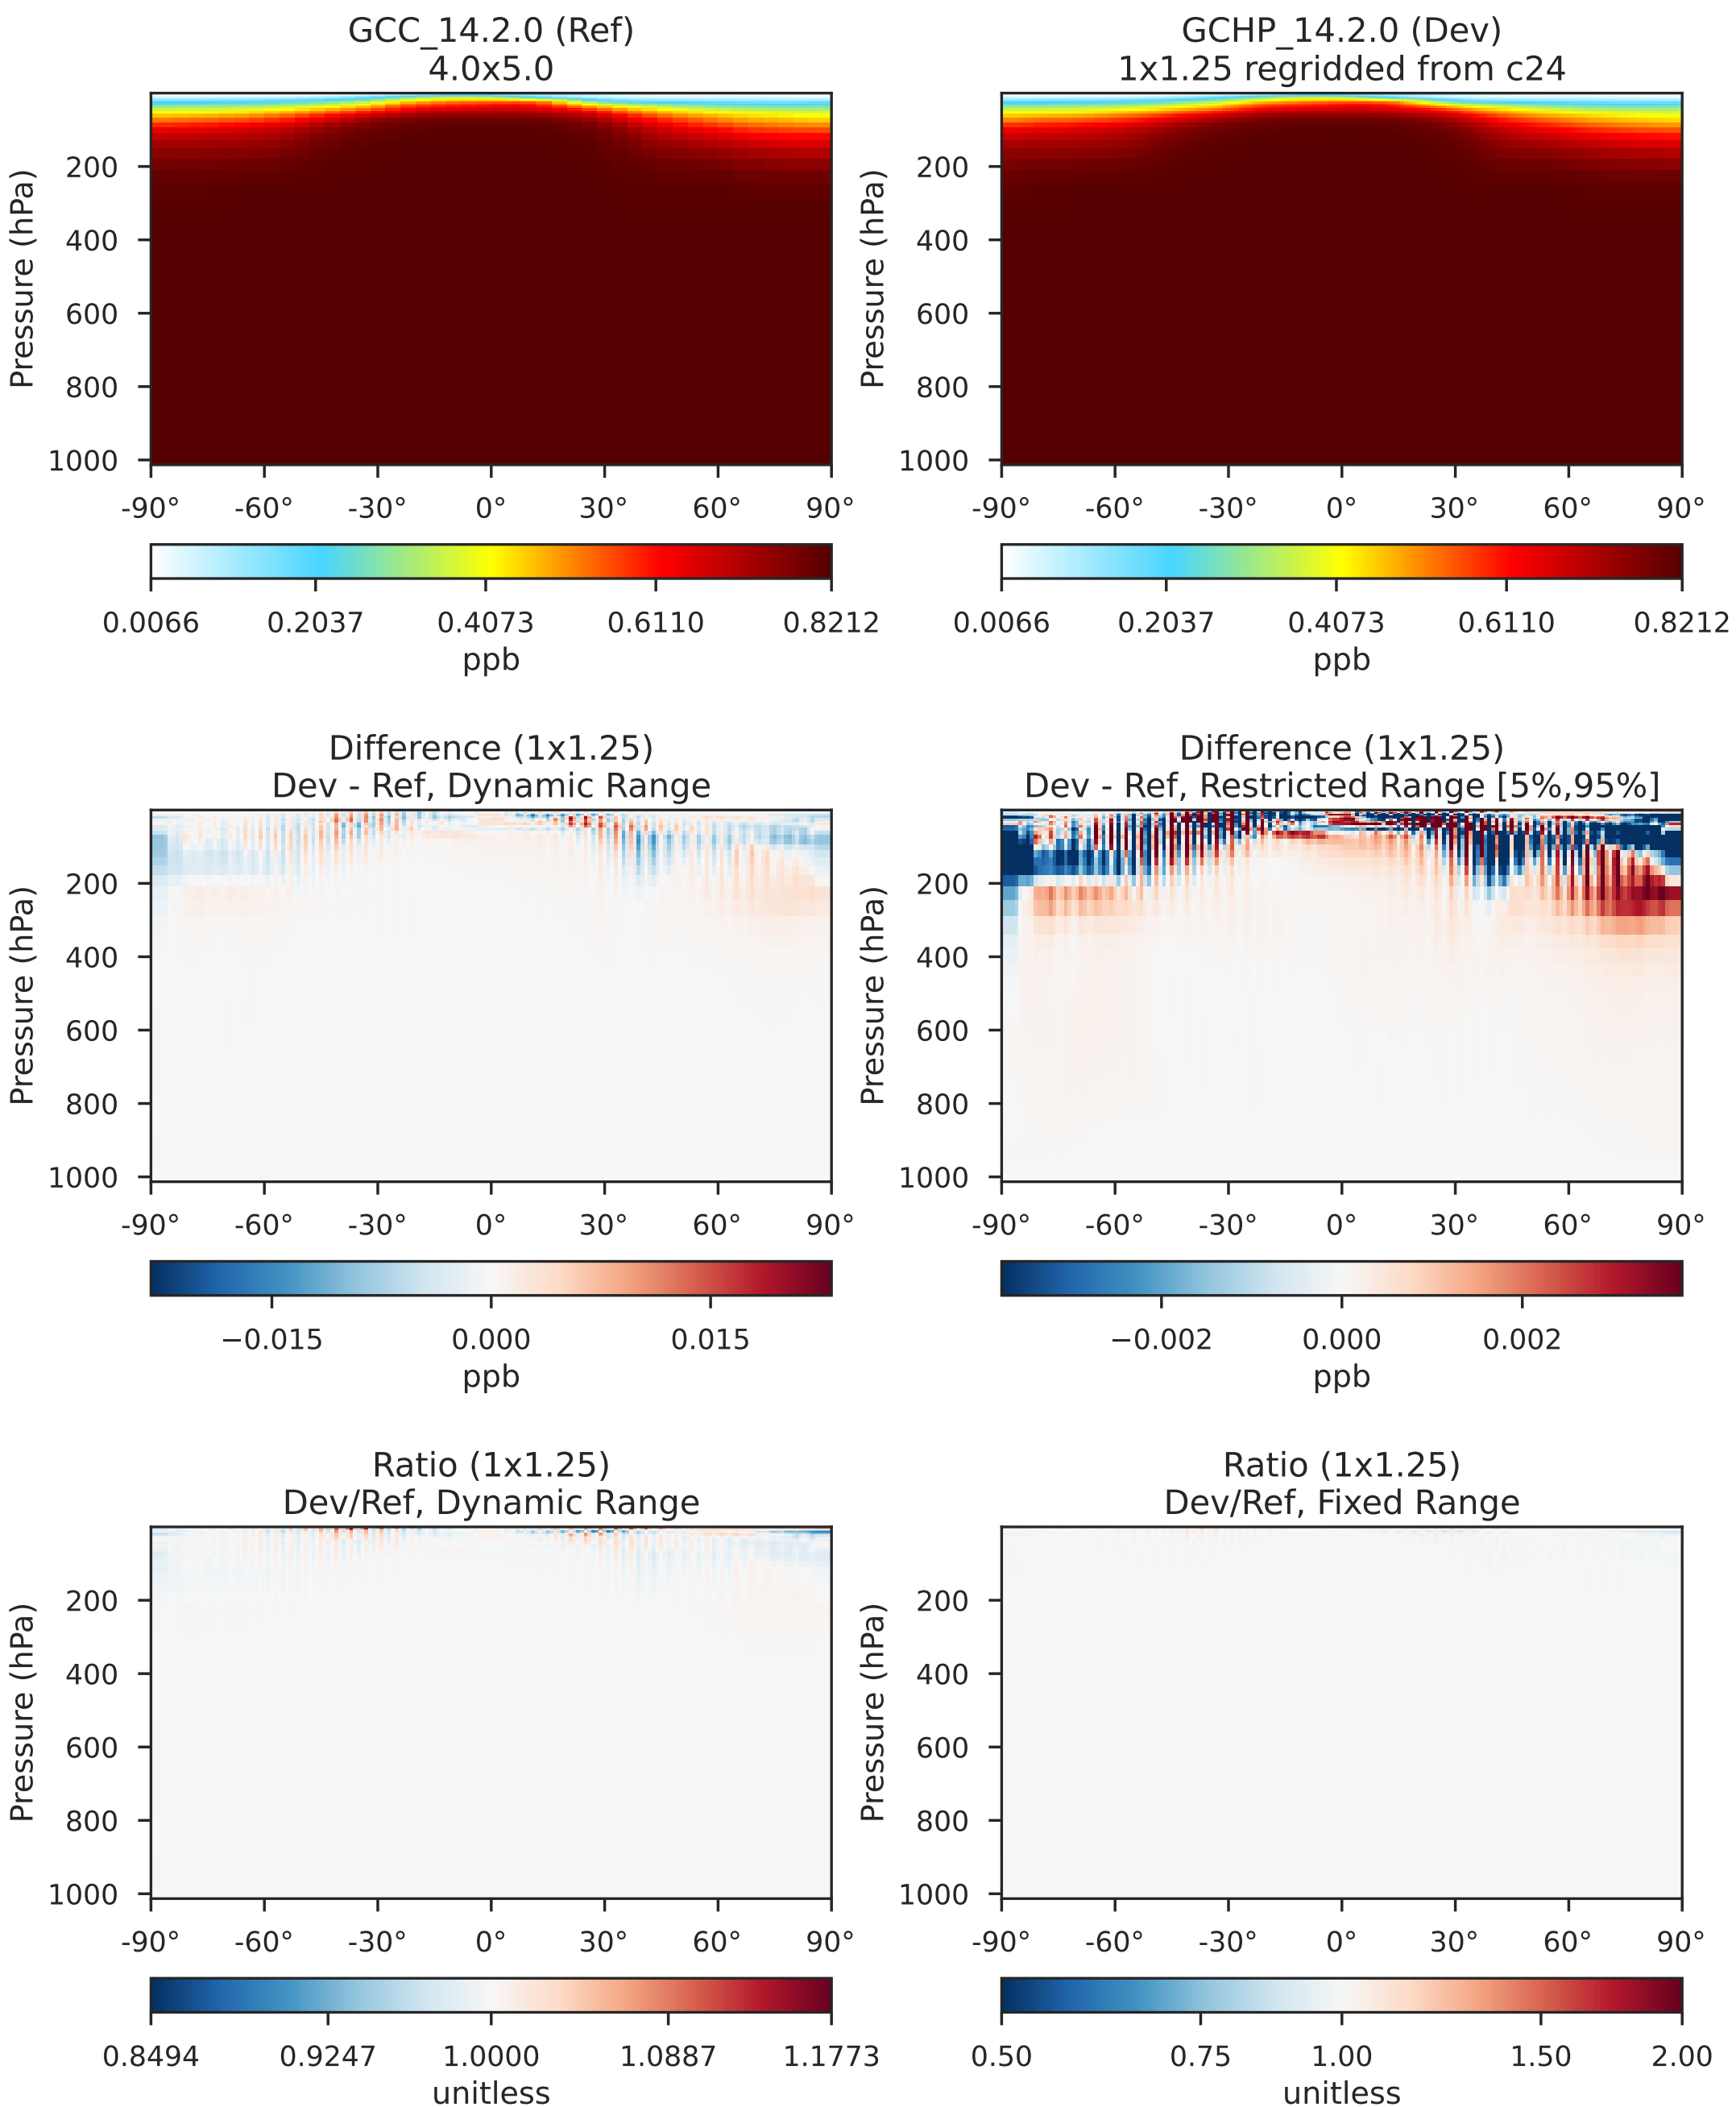 GCC_14.2.0 (Ref)
4.0x5.0
Pressure (hPa)
200
400
600
800
1000
-90° -60° -30° 0° 30° 60° 90°
0.0066 0.2037 0.4073 0.6110 0.8212
ppb
GCHP_14.2.0 (Dev)
1x1.25 regridded from c24
Pressure (hPa)
200
400
600
800
1000
-90° -60° -30° 0° 30° 60° 90°
0.0066 0.2037 0.4073 0.6110 0.8212
ppb
Difference (1x1.25)
Dev - Ref, Dynamic Range
Pressure (hPa)
200
400
600
800
1000
-90° -60° -30° 0° 30° 60° 90°
−0.015 0.000 0.015
ppb
Difference (1x1.25)
Dev - Ref, Restricted Range [5%,95%]
Pressure (hPa)
200
400
600
800
1000
-90° -60° -30° 0° 30° 60° 90°
−0.002 0.000 0.002
ppb
Ratio (1x1.25)
Dev/Ref, Dynamic Range
Pressure (hPa)
200
400
600
800
1000
-90° -60° -30° 0° 30° 60° 90°
0.8494 0.9247 1.0000 1.0887 1.1773
unitless
Ratio (1x1.25)
Dev/Ref, Fixed Range
Pressure (hPa)
200
400
600
800
1000
-90° -60° -30° 0° 30° 60° 90°
0.50 0.75 1.00 1.50 2.00
unitless